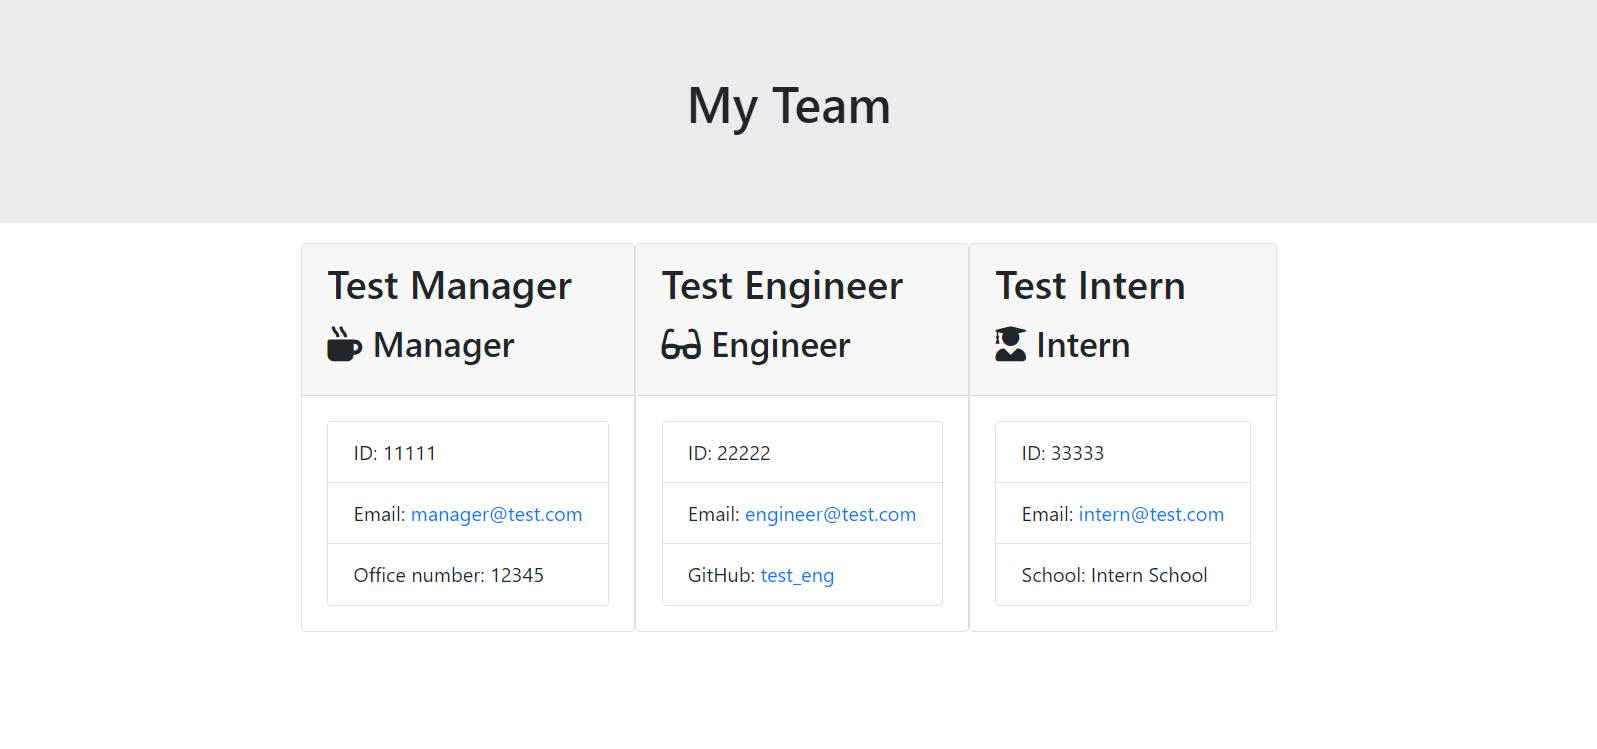 My Team
Test Manager
Manager
ID: 11111
Email: manager@test.com
Office number: 12345
Test Engineer
Engineer
ID: 22222
Email: engineer@test.com
GitHub: test_eng
Test Intern
Intern
ID: 33333
Email: intern@test.com
School: Intern School